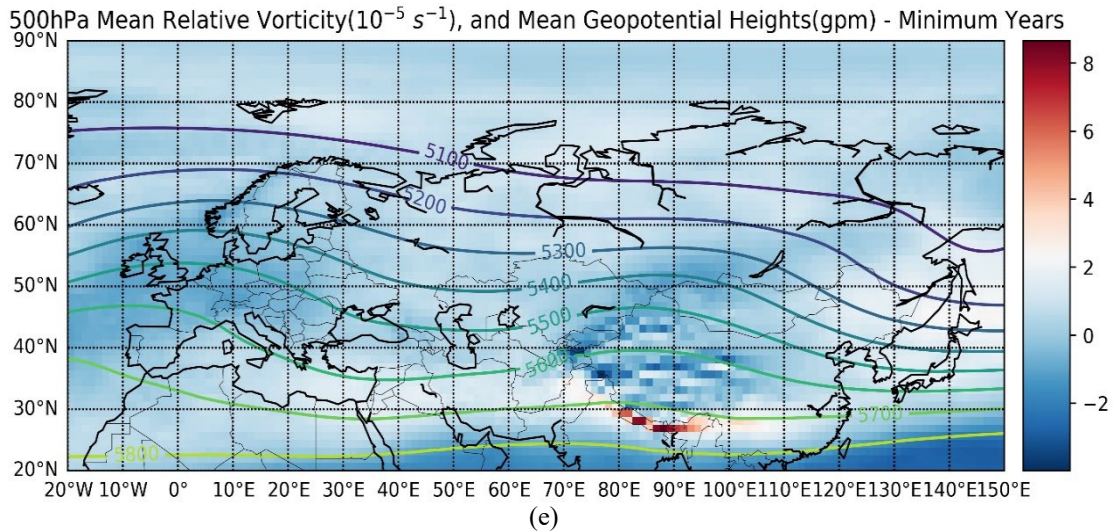 500hPa Mean Relative Vorticity(10⁻⁵ s⁻¹), and Mean Geopotential Heights(gpm) - Minimum Years
90°N
80°N
70°N
60°N
50°N
40°N
30°N
20°N
5100
5200
5300
5400
5500
5600
5700
5800
20°W 10°W 0° 10°E 20°E 30°E 40°E 50°E 60°E 70°E 80°E 90°E 100°E 110°E 120°E 130°E 140°E 150°E
8
6
4
2
0
−2
(e)